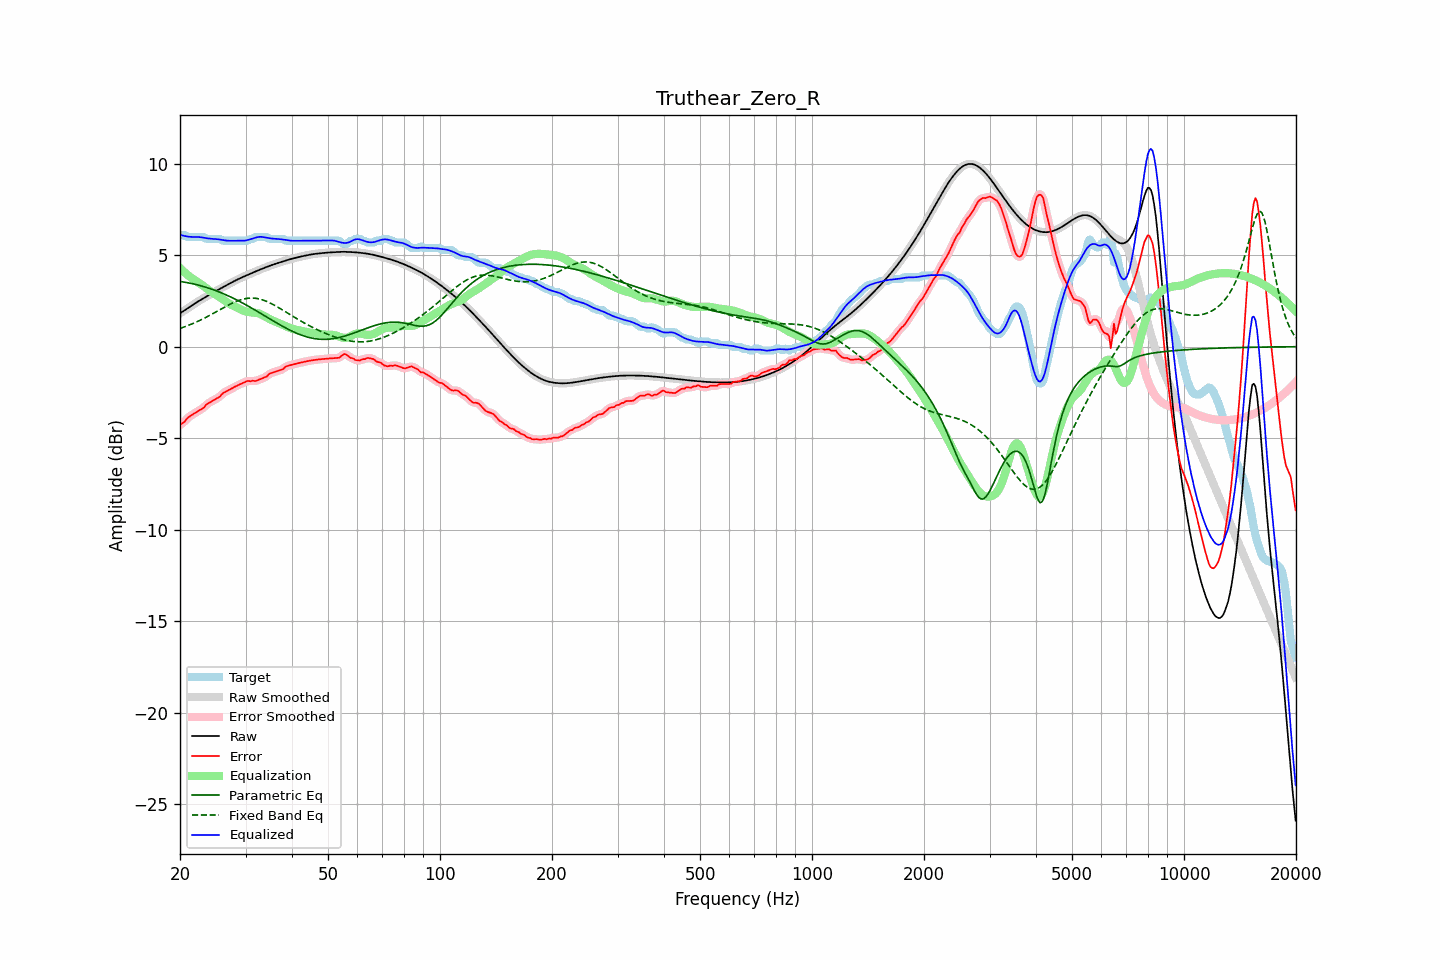 Truthear_Zero_R
10
5
0
−5
−10
−15
−20
−25
Amplitude (dBr)
Target
Raw Smoothed
Error Smoothed
Raw
Error
Equalization
Parametric Eq
Fixed Band Eq
Equalized
20 50 100 200 500 1000 2000 5000 10000 20000
Frequency (Hz)